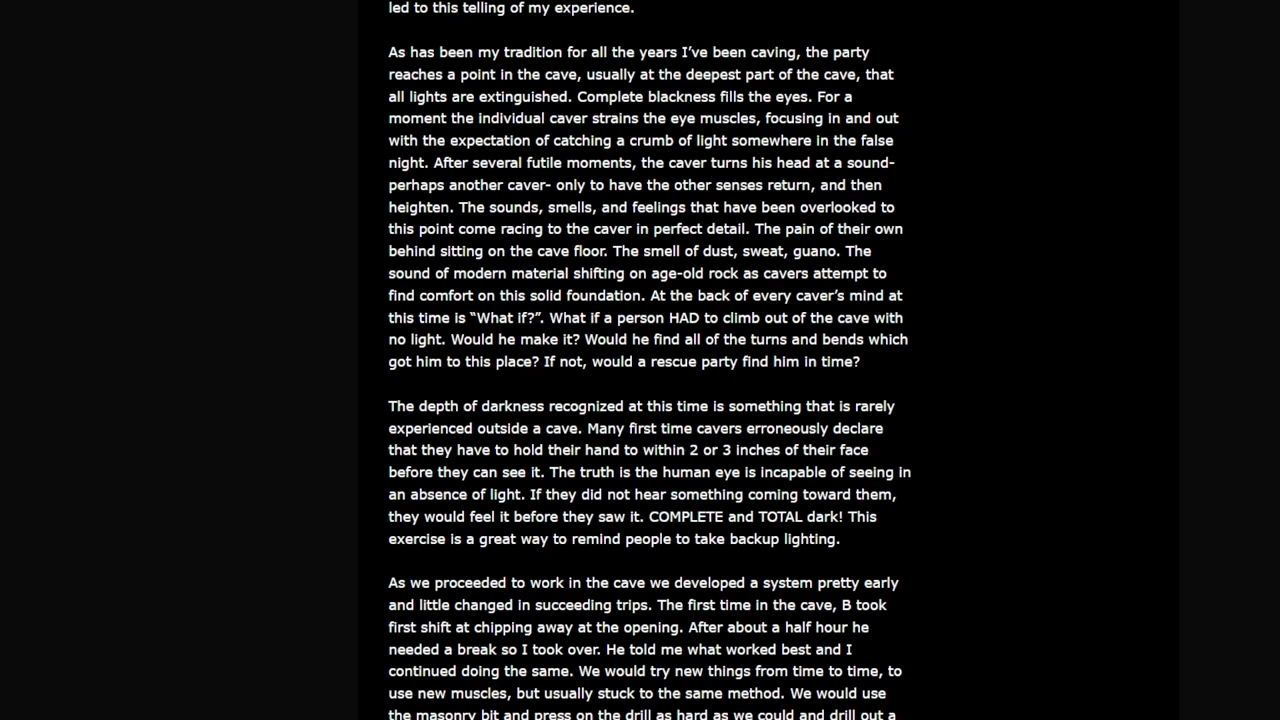 led to this telling of my experience.
As has been my tradition for all the years I’ve been caving, the party
reaches a point in the cave, usually at the deepest part of the cave, that
all lights are extinguished. Complete blackness fills the eyes. For a
moment the individual caver strains the eye muscles, focusing in and out
with the expectation of catching a crumb of light somewhere in the false
night. After several futile moments, the caver turns his head at a sound-
perhaps another caver- only to have the other senses return, and then
heighten. The sounds, smells, and feelings that have been overlooked to
this point come racing to the caver in perfect detail. The pain of their own
behind sitting on the cave floor. The smell of dust, sweat, guano. The
sound of modern material shifting on age-old rock as cavers attempt to
find comfort on this solid foundation. At the back of every caver’s mind at
this time is “What if?”. What if a person HAD to climb out of the cave with
no light. Would he make it? Would he find all of the turns and bends which
got him to this place? If not, would a rescue party find him in time?
The depth of darkness recognized at this time is something that is rarely
experienced outside a cave. Many first time cavers erroneously declare
that they have to hold their hand to within 2 or 3 inches of their face
before they can see it. The truth is the human eye is incapable of seeing in
an absence of light. If they did not hear something coming toward them,
they would feel it before they saw it. COMPLETE and TOTAL dark! This
exercise is a great way to remind people to take backup lighting.
As we proceeded to work in the cave we developed a system pretty early
and little changed in succeeding trips. The first time in the cave, B took
first shift at chipping away at the opening. After about a half hour he
needed a break so I took over. He told me what worked best and I
continued doing the same. We would try new things from time to time, to
use new muscles, but usually stuck to the same method. We would use
the masonry bit and press on the drill as hard as we could and drill out a